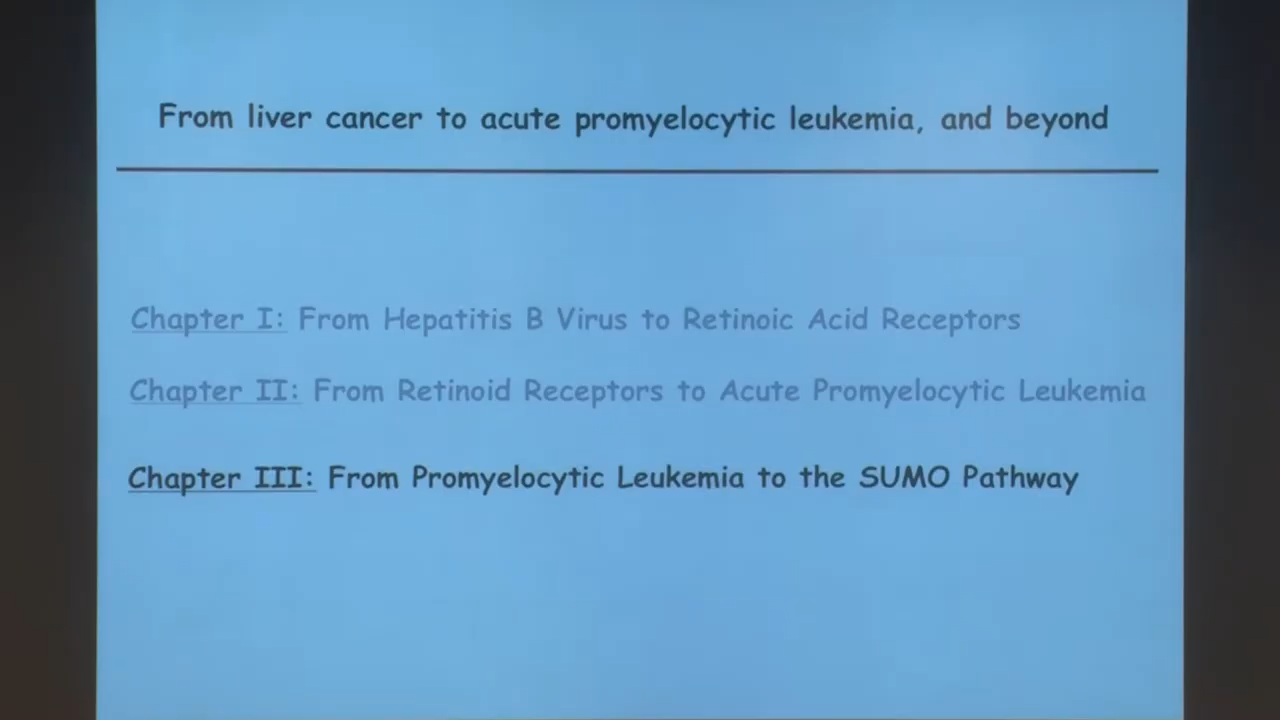 From liver cancer to acute promyelocytic leukemia, and beyond
Chapter I: From Hepatitis B Virus to Retinoic Acid Receptors
Chapter II: From Retinoid Receptors to Acute Promyelocytic Leukemia
Chapter III: From Promyelocytic Leukemia to the SUMO Pathway